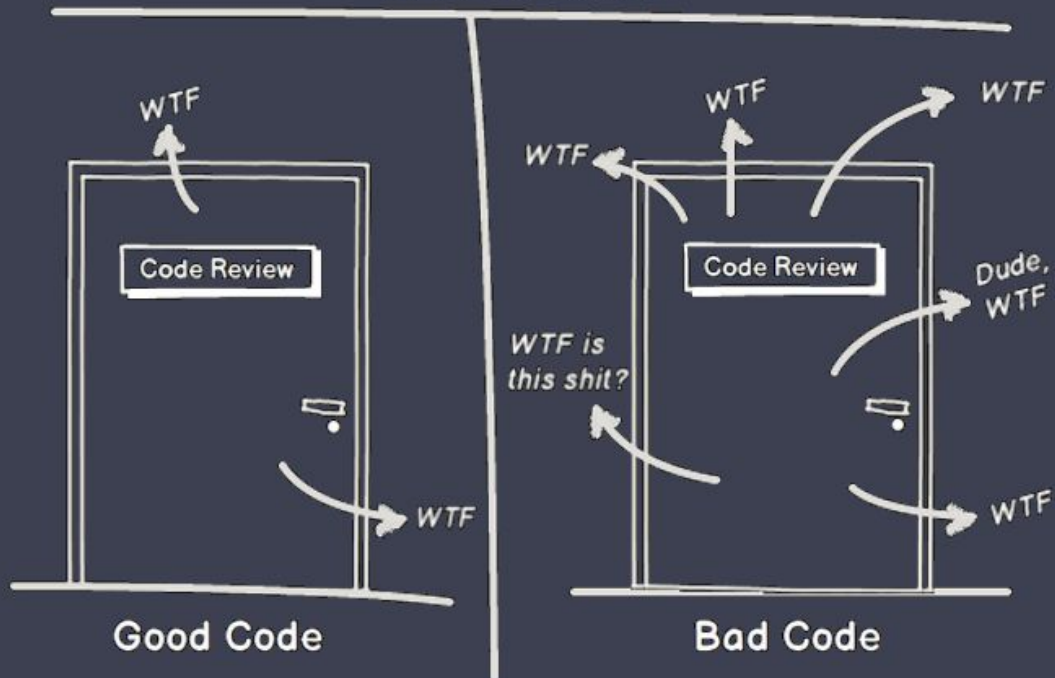 WTF
Code Review
WTF
Good Code
WTF
WTF
WTF
Code Review
Dude,
WTF
WTF is
this shit?
WTF
Bad Code